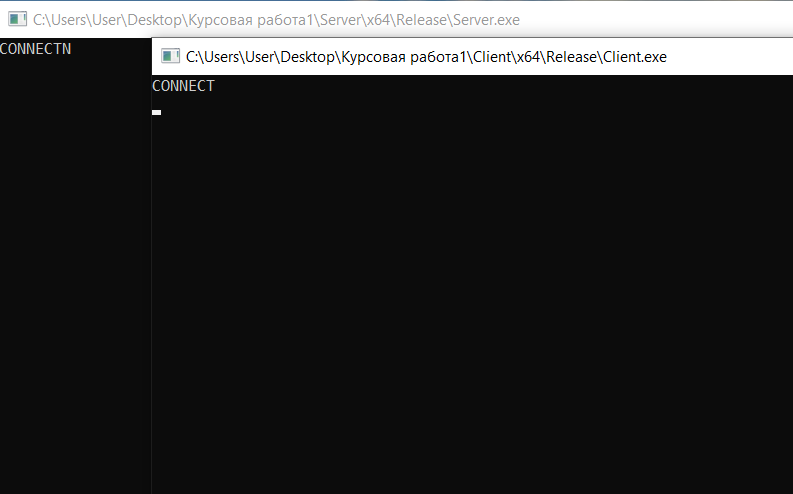 C:\Users\User\Desktop\Курсовая работа1\Server\x64\Release\Server.exe
CONNECTN
C:\Users\User\Desktop\Курсовая работа1\Client\x64\Release\Client.exe
CONNECT